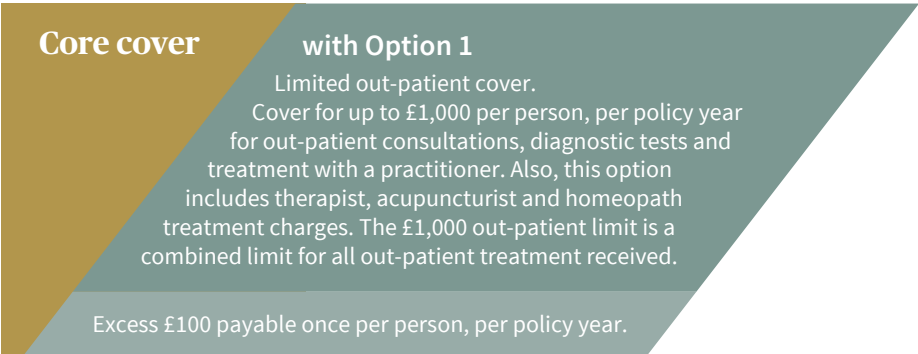 Core cover
with Option 1
Limited out-patient cover.
Cover for up to £1,000 per person, per policy year
for out-patient consultations, diagnostic tests and
treatment with a practitioner. Also, this option
includes therapist, acupuncturist and homeopath
treatment charges. The £1,000 out-patient limit is a
combined limit for all out-patient treatment received.
Excess £100 payable once per person, per policy year.